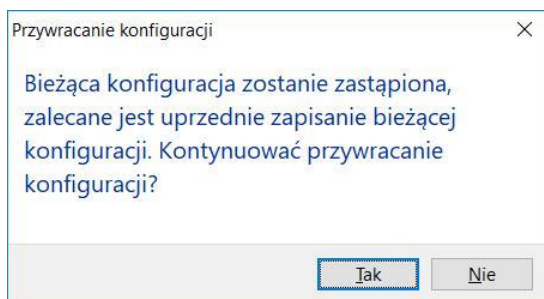 Przywracanie konfiguracji
Bieżąca konfiguracja zostanie zastąpiona,
zalecane jest uprzednie zapisanie bieżącej
konfiguracji. Kontynuować przywracanie
konfiguracji?
Tak
Nie